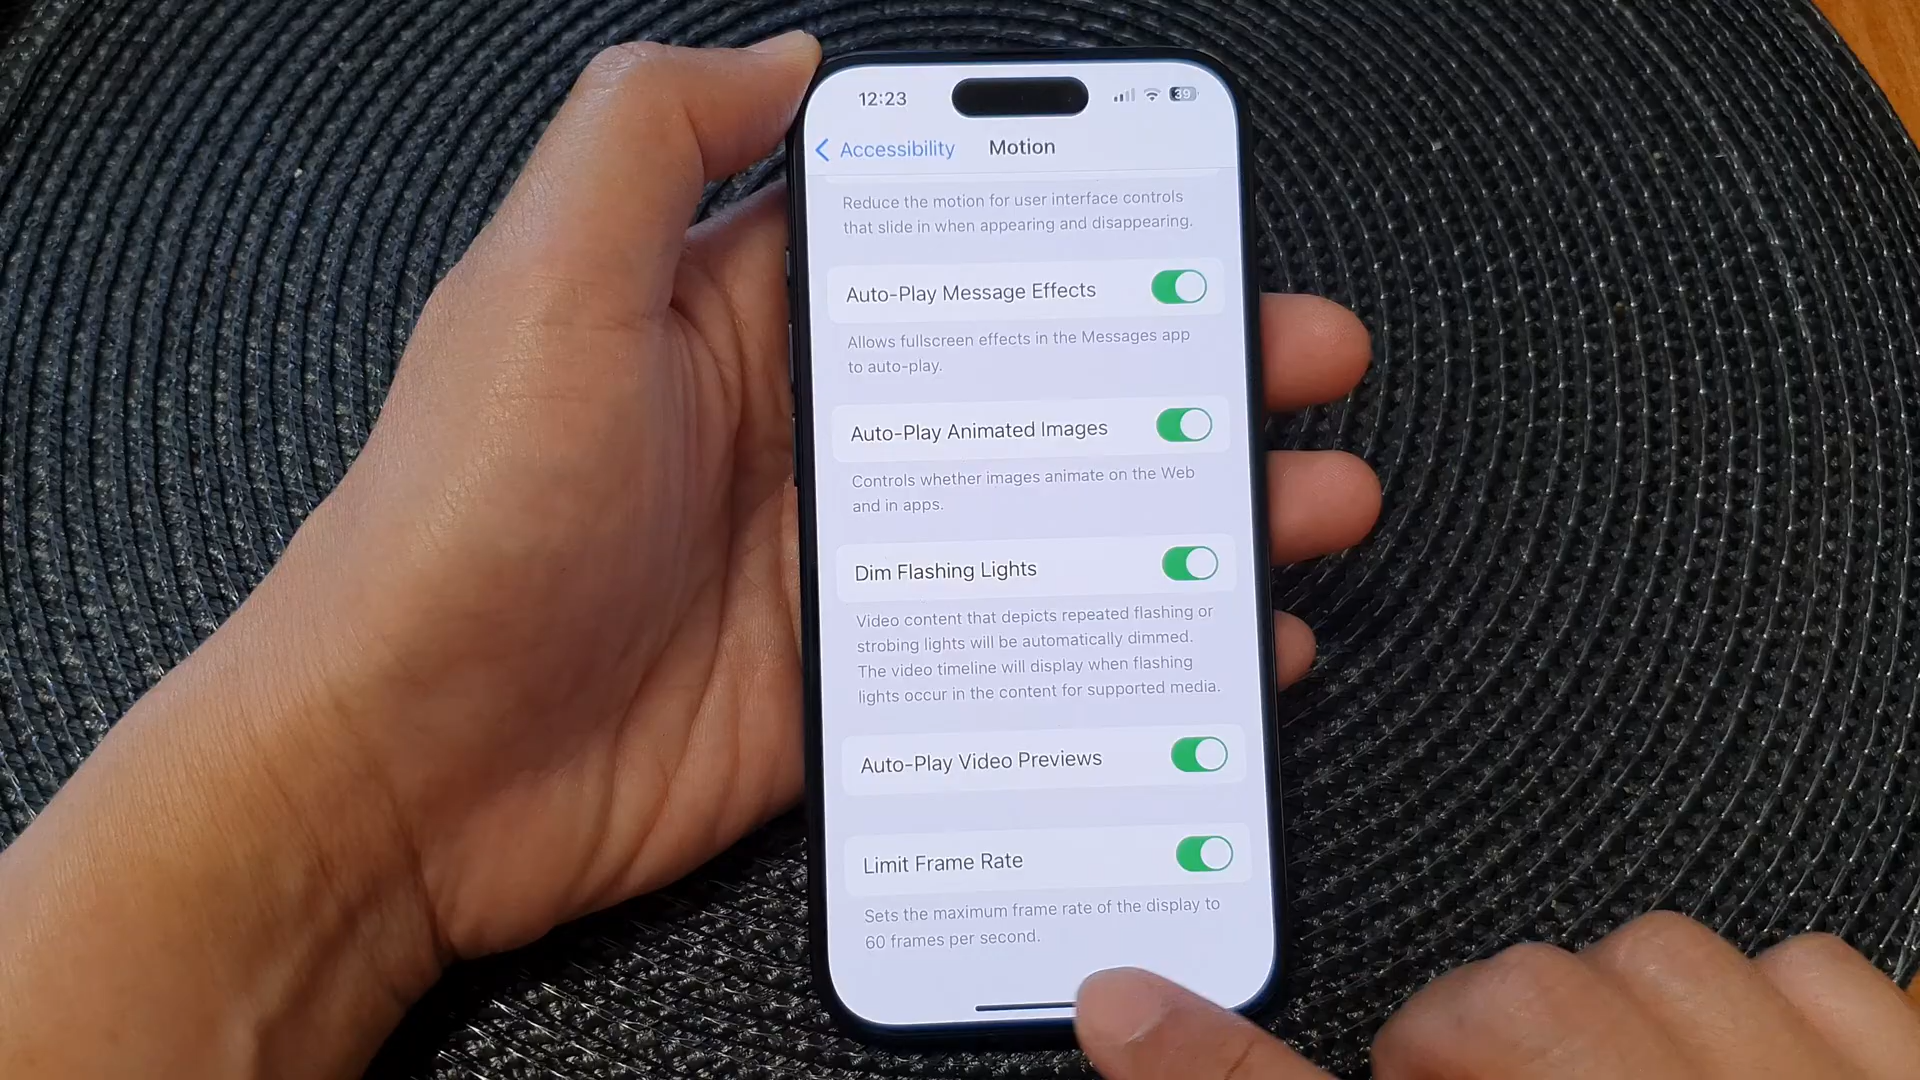 12:23
39
Accessibility
Motion
Reduce the motion for user interface controls
that slide in when appearing and disappearing.
Auto-Play Message Effects
Allows fullscreen effects in the Messages app
to auto-play.
Auto-Play Animated Images
Controls whether images animate on the Web
and in apps.
Dim Flashing Lights
Video content that depicts repeated flashing or
strobing lights will be automatically dimmed.
The video timeline will display when flashing
lights occur in the content for supported media.
Auto-Play Video Previews
Limit Frame Rate
Sets the maximum frame rate of the display to
60 frames per second.